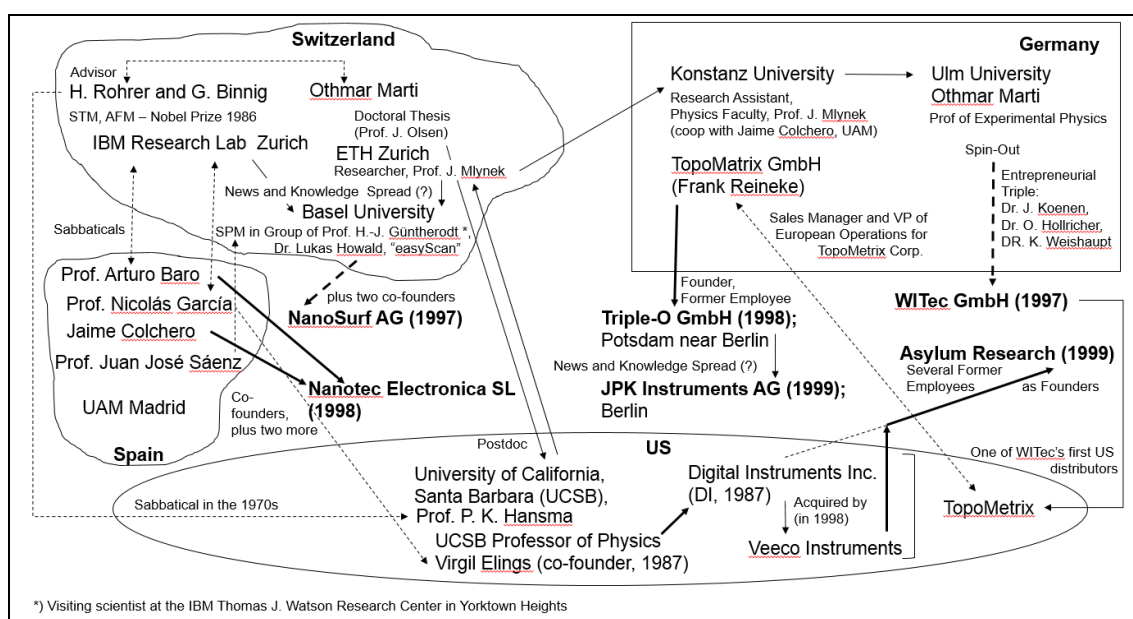 Switzerland
Advisor
H. Rohrer and G. Binnig
STM, AFM – Nobel Prize 1986
IBM Research Lab Zurich
Othmar Marti
Doctoral Thesis
(Prof. J. Olsen)
ETH Zurich
Researcher, Prof. J. Mlynek
News and Knowledge Spread (?)
Basel University
SPM in Group of Prof. H.-J. Güntherodt *,
Dr. Lukas Howald, "easyScan"
Sabbaticals
plus two co-founders
NanoSurf AG (1997)
Prof. Arturo Baro
Prof. Nicolás García
Jaime Colchero
Prof. Juan José Sáenz
UAM Madrid
Spain
Co-
founders,
plus two more
Nanotec Electronica SL
(1998)
Germany
Konstanz University
Research Assistant,
Physics Faculty, Prof. J. Mlynek
(coop with Jaime Colchero, UAM)
Ulm University
Othmar Marti
Prof of Experimental Physics
TopoMatrix GmbH
(Frank Reineke)
Spin-Out
Entrepreneurial
Triple:
Dr. J. Koenen,
Dr. O. Hollricher,
DR. K. Weishaupt
Sales Manager and VP of
European Operations for
TopoMetrix Corp.
Founder,
Former Employee
Triple-O GmbH (1998);
Potsdam near Berlin
News and Knowledge Spread (?)
JPK Instruments AG (1999);
Berlin
WITec GmbH (1997)
Asylum Research (1999)
Several Former
Employees
as Founders
US
Postdoc
University of California,
Santa Barbara (UCSB),
Prof. P. K. Hansma
Sabbatical in the 1970s
UCSB Professor of Physics
Virgil Elings (co-founder, 1987)
Digital Instruments Inc.
(DI, 1987)
Acquired by
(in 1998)
Veeco Instruments
One of WITec's first US
distributors
TopoMetrix
*) Visiting scientist at the IBM Thomas J. Watson Research Center in Yorktown Heights